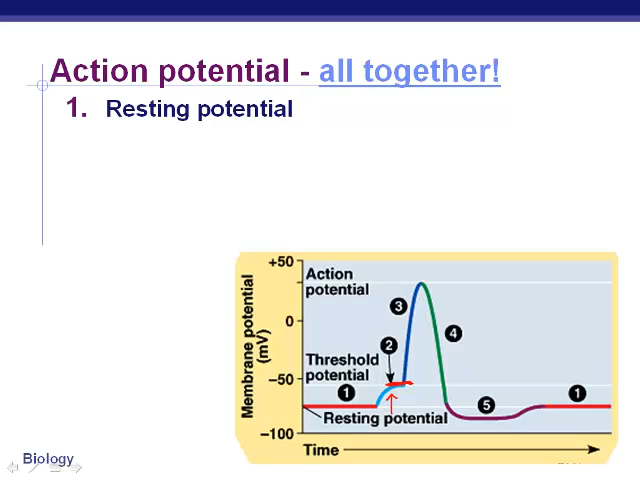 Action potential - all together!
1. Resting potential
+50
Action
potential
3
0
4
2
Membrane potential
(mV)
Threshold
potential
-50
1
5
1
Resting potential
-100
Time
Biology